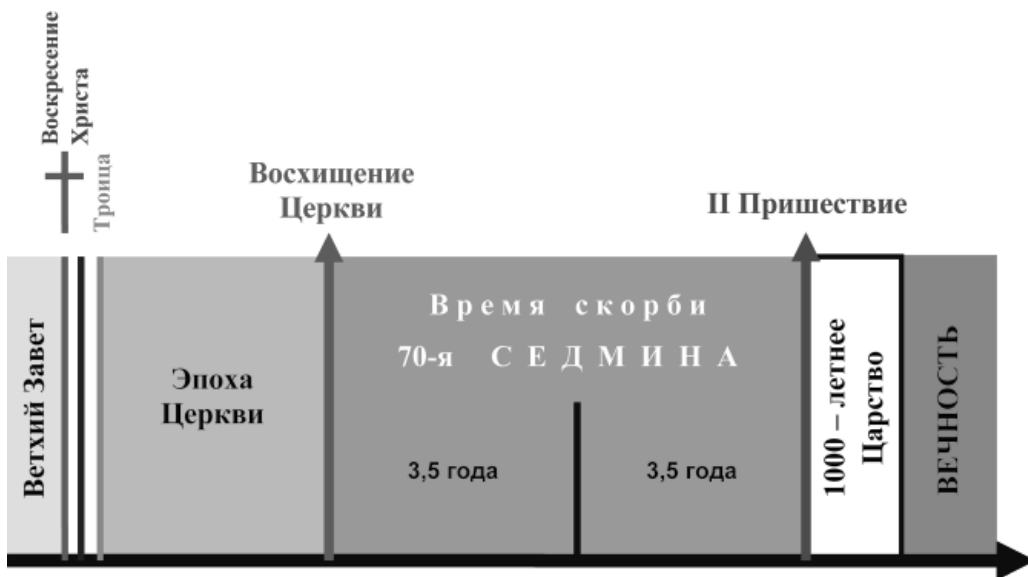 Воскресение
Христа
Троица
Восхищение
Церкви
II Пришествие
Ветхий Завет
Эпоха
Церкви
Время скорби
70-я СЕДМИНА
3,5 года
3,5 года
1000 – летнее
Царство
ВЕЧНОСТЬ